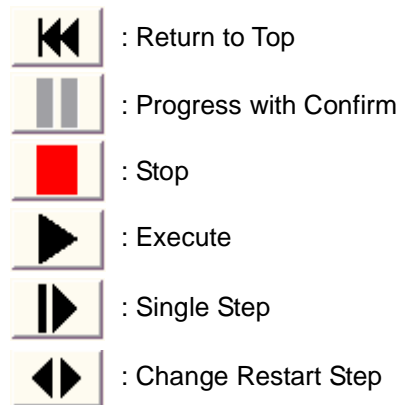 : Return to Top
: Progress with Confirm
: Stop
: Execute
: Single Step
: Change Restart Step